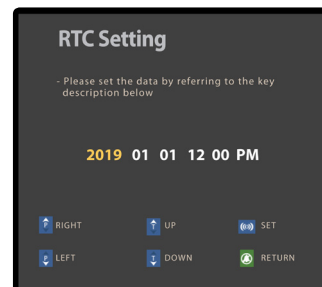 RTC Setting
- Please set the data by referring to the key
description below
2019 01 01 12 00 PM
P RIGHT
T UP
SET
P LEFT
T DOWN
RETURN